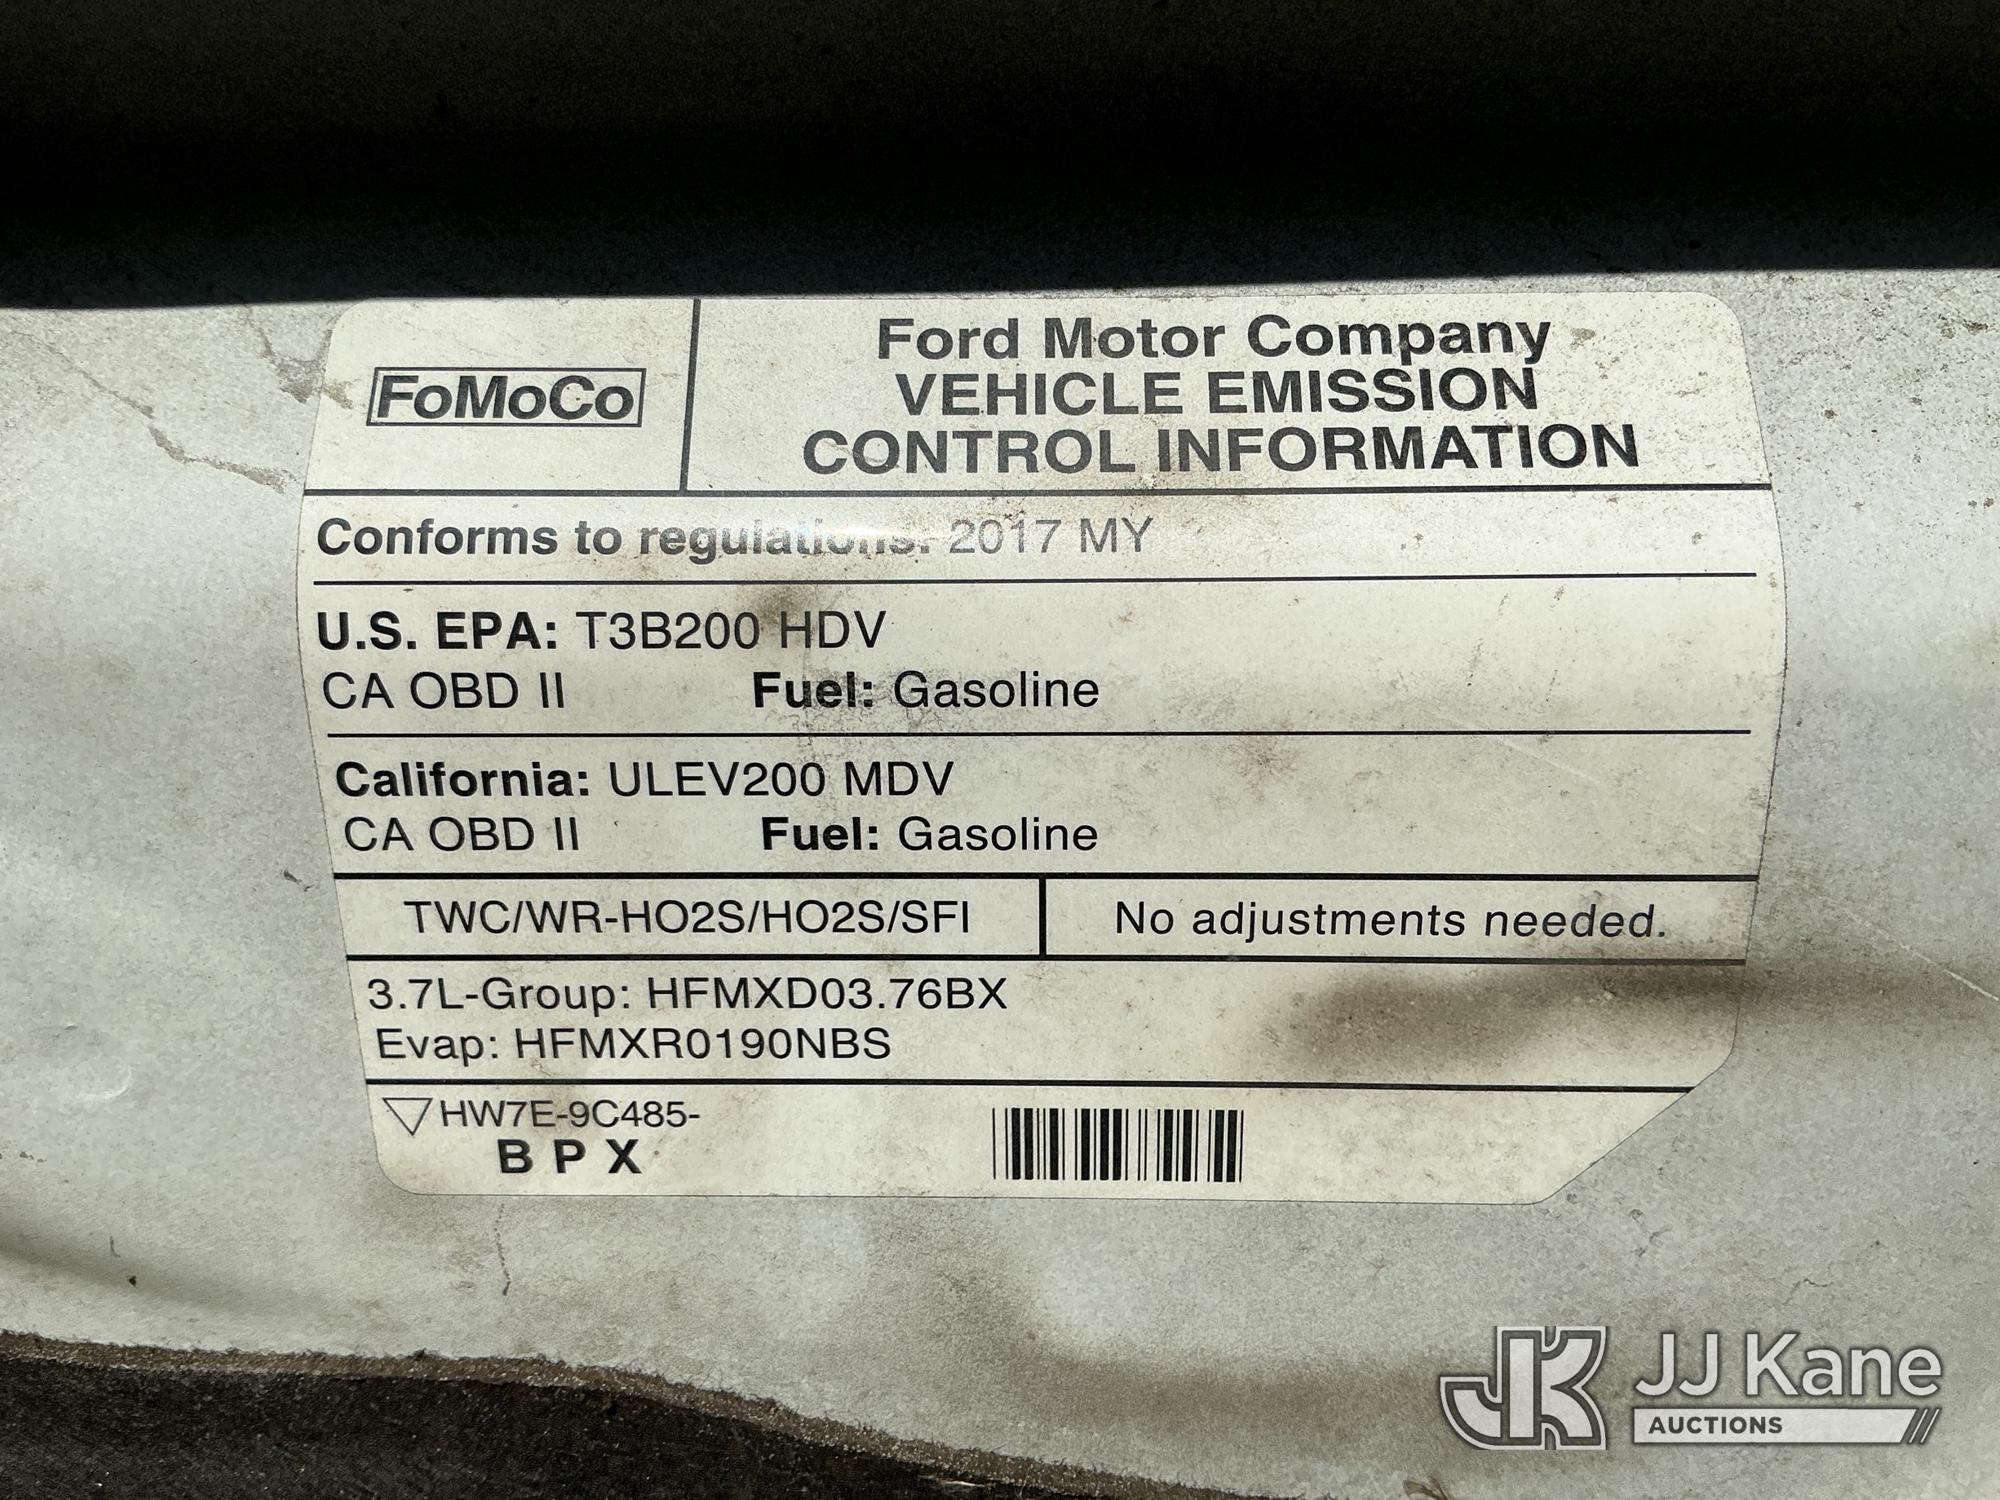 FoMoCo
Ford Motor Company
VEHICLE EMISSION
CONTROL INFORMATION
Conforms to regulations: 2017 MY
U.S. EPA: T3B200 HDV
CA OBD II Fuel: Gasoline
California: ULEV200 MDV
CA OBD II Fuel: Gasoline
TWC/WR-HO2S/HO2S/SFI
No adjustments needed.
3.7L-Group: HFMXD03.76BX
Evap: HFMXR0190NBS
HW7E-9C485-
B P X
JK JJ Kane
AUCTIONS